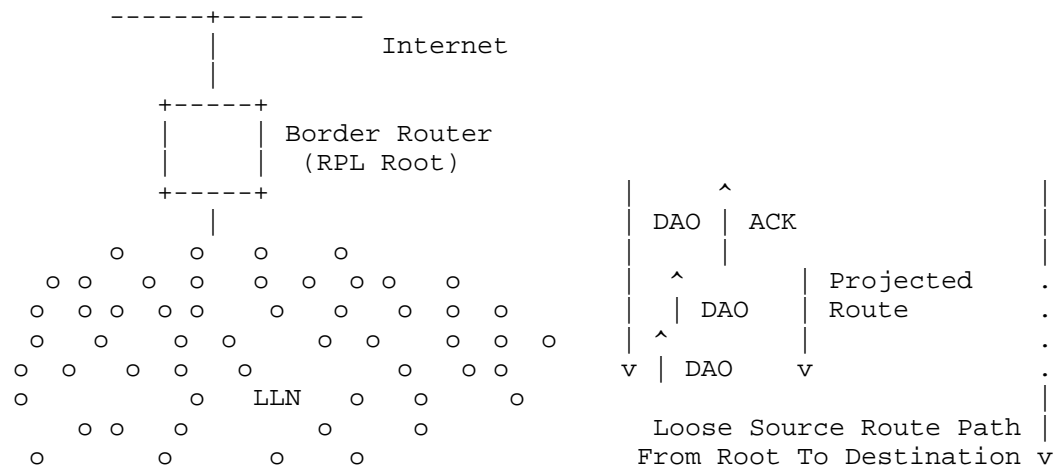 Internet
Border Router
(RPL Root)
DAO ACK
Projected
DAO Route
DAO
LLN
Loose Source Route Path
From Root To Destination